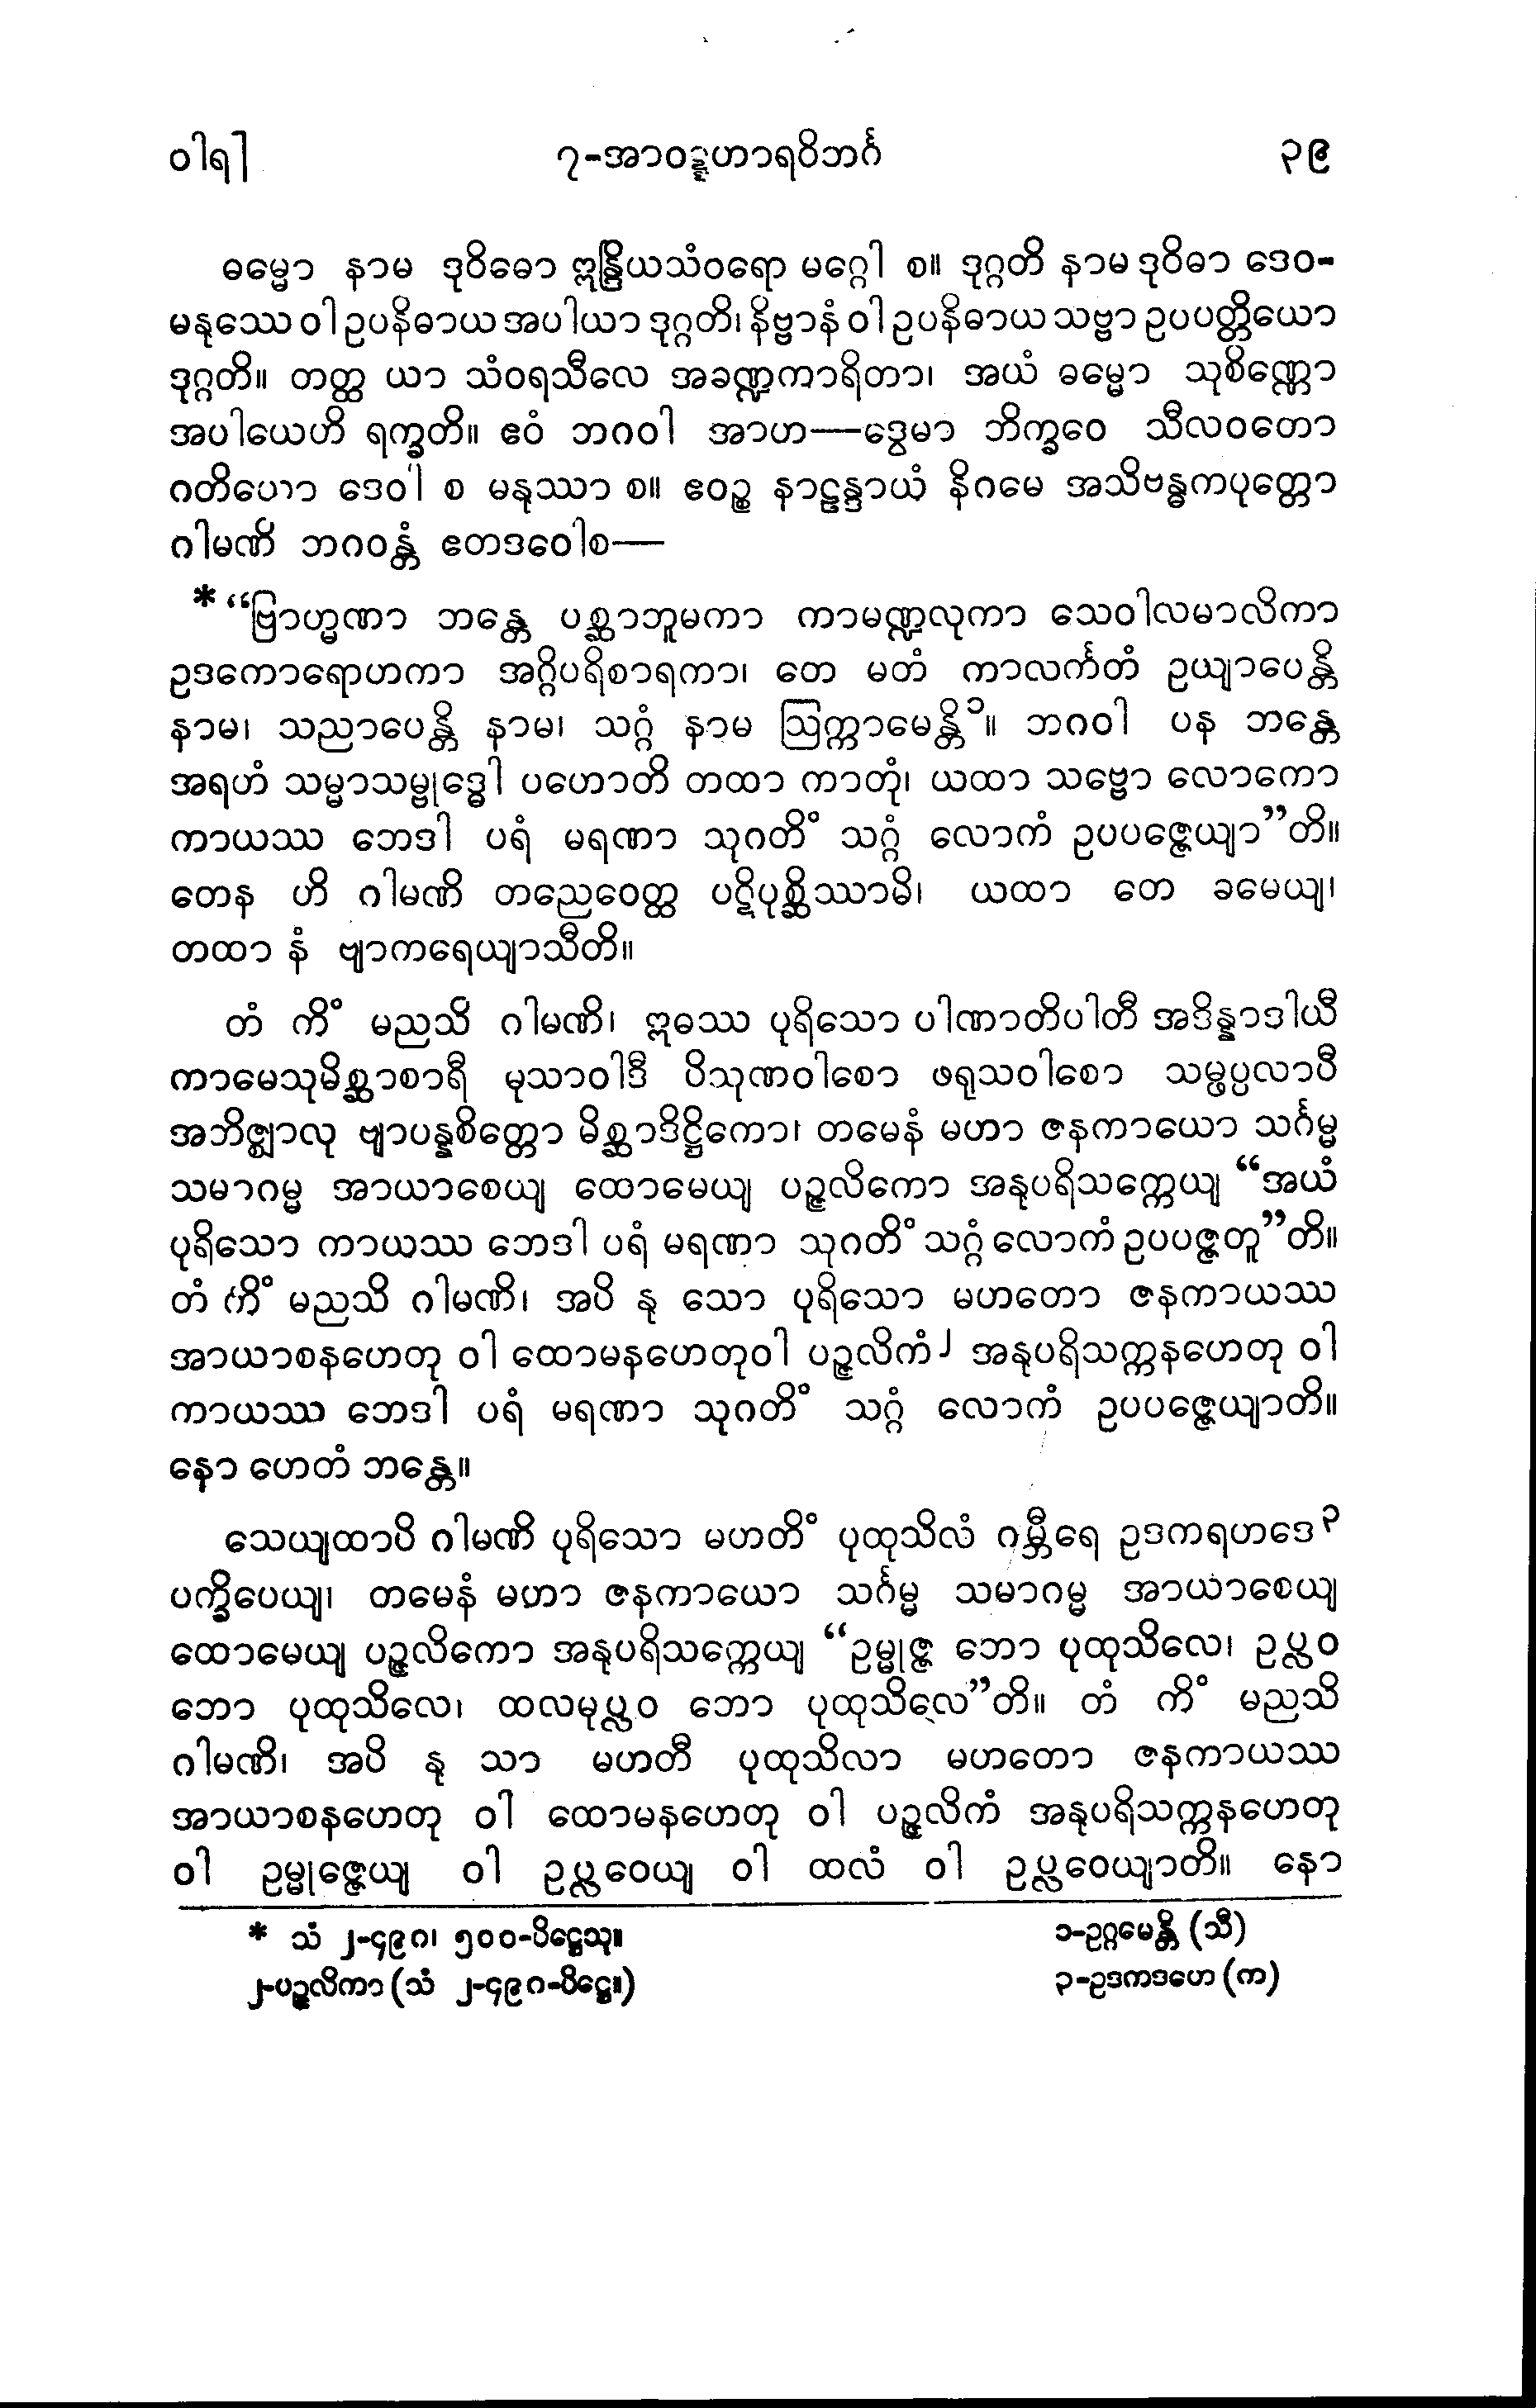 ဝါရ]
၇-အာဝဋ္ဋဟာရဝိဘင်္ဂ
၃၉
ဓမ္မော နာမ ဒုဝိဓော ဣန္ဒြိယသံဝရော မဂ္ဂေါ စ။ ဒုဂ္ဂတိ နာမ ဒုဝိဓာ ဒေဝ-
မနုဿေ ဝါ ဥပနိဓာယ အပါယာ ဒုဂ္ဂတိ၊ နိဗ္ဗာနံ ဝါ ဥပနိဓာယ သဗ္ဗာ ဥပပတ္တိယော
ဒုဂ္ဂတိ။ တတ္ထ ယာ သံဝရသီလေ အခဏ္ဍကာရိတာ၊ အယံ ဓမ္မော သုစိဏ္ဏော
အပါယေဟိ ရက္ခတိ။ ဧဝံ ဘဂဝါ အာဟ—ဒွေမာ ဘိက္ခဝေ သီလဝတော
ဂတိယော ဒေဝါ စ မနုဿာ စ။ ဧဝဉ္စ နာဠန္ဒာယံ နိဂမေ အသိဗန္ဓကပုတ္တော
ဂါမဏိ ဘဂဝန္တံ ဧတဒဝေါစ—
*“ဗြာဟ္မဏာ ဘန္တေ ပစ္ဆာဘူမကာ ကာမဏ္ဍလုကာ သေဝါလမာလိကာ
ဥဒကောရောဟကာ အဂ္ဂိပရိစာရကာ၊ တေ မတံ ကာလင်္ကတံ ဥယျာပေန္တိ
နာမ၊ သညာပေန္တိ နာမ၊ သဂ္ဂံ နာမ ဩက္ကာမေန္တိ၁။ ဘဂဝါ ပန ဘန္တေ
အရဟံ သမ္မာသမ္ဗုဒ္ဓေါ ပဟောတိ တထာ ကာတုံ၊ ယထာ သဗ္ဗော လောကော
ကာယဿ ဘေဒါ ပရံ မရဏာ သုဂတိံ သဂ္ဂံ လောကံ ဥပပဇ္ဇေယျာ”တိ။
တေန ဟိ ဂါမဏိ တညေဝေတ္ထ ပဋိပုစ္ဆိဿာမိ၊ ယထာ တေ ခမေယျ၊
တထာ နံ ဗျာကရေယျာသီတိ။
တံ ကိံ မညသိ ဂါမဏိ၊ ဣဓဿ ပုရိသော ပါဏာတိပါတီ အဒိန္နာဒါယီ
ကာမေသုမိစ္ဆာစာရီ မုသာဝါဒီ ပိသုဏဝါစော ဖရုသဝါစော သမ္ဖပ္ပလာပီ
အဘိဇ္ဈာလု ဗျာပန္နစိတ္တော မိစ္ဆာဒိဋ္ဌိကော၊ တမေနံ မဟာ ဇနကာယော သင်္ဂမ္မ
သမာဂမ္မ အာယာစေယျ ထောမေယျ ပဉ္ဇလိကော အနုပရိသက္ကေယျ “အယံ
ပုရိသော ကာယဿ ဘေဒါ ပရံ မရဏာ သုဂတိံ သဂ္ဂံ လောကံ ဥပပဇ္ဇတူ”တိ။
တံ ကိံ မညသိ ဂါမဏိ၊ အပိ နု သော ပုရိသော မဟတော ဇနကာယဿ
အာယာစနဟေတု ဝါ ထောမနဟေတုဝါ ပဉ္ဇလိကံ၂ အနုပရိသက္ကနဟေတု ဝါ
ကာယဿ ဘေဒါ ပရံ မရဏာ သုဂတိံ သဂ္ဂံ လောကံ ဥပပဇ္ဇေယျာတိ။
နော ဟေတံ ဘန္တေ။
သေယျထာပိ ဂါမဏိ ပုရိသော မဟတိံ ပုထုသိလံ ဂမ္ဘီရေ ဥဒကရဟဒေ၃
ပက္ခိပေယျ၊ တမေနံ မဟာ ဇနကာယော သင်္ဂမ္မ သမာဂမ္မ အာယာစေယျ
ထောမေယျ ပဉ္ဇလိကော အနုပရိသက္ကေယျ “ဥမ္မုဇ္ဇ ဘော ပုထုသိလေ၊ ဥပ္လဝ
ဘော ပုထုသိလေ၊ ထလမုပ္လဝ ဘော ပုထုသိလေ”တိ။ တံ ကိံ မညသိ
ဂါမဏိ၊ အပိ နု သာ မဟတီ ပုထုသိလာ မဟတော ဇနကာယဿ
အာယာစနဟေတု ဝါ ထောမနဟေတု ဝါ ပဉ္ဇလိကံ အနုပရိသက္ကနဟေတု
ဝါ ဥမ္မုဇ္ဇေယျ ဝါ ဥပ္လဝေယျ ဝါ ထလံ ဝါ ဥပ္လဝေယျာတိ။ နော
* သံ ၂-၄၉၈၊ ၅၀၀-ပိဋ္ဌေသု။
၁-ဥဂ္ဂမေန္တိ (သီ)
၂-ပဉ္ဇလိကာ (သံ ၂-၄၉၈-ပိဋ္ဌေ။)
၃-ဥဒကဒဟေ (က)